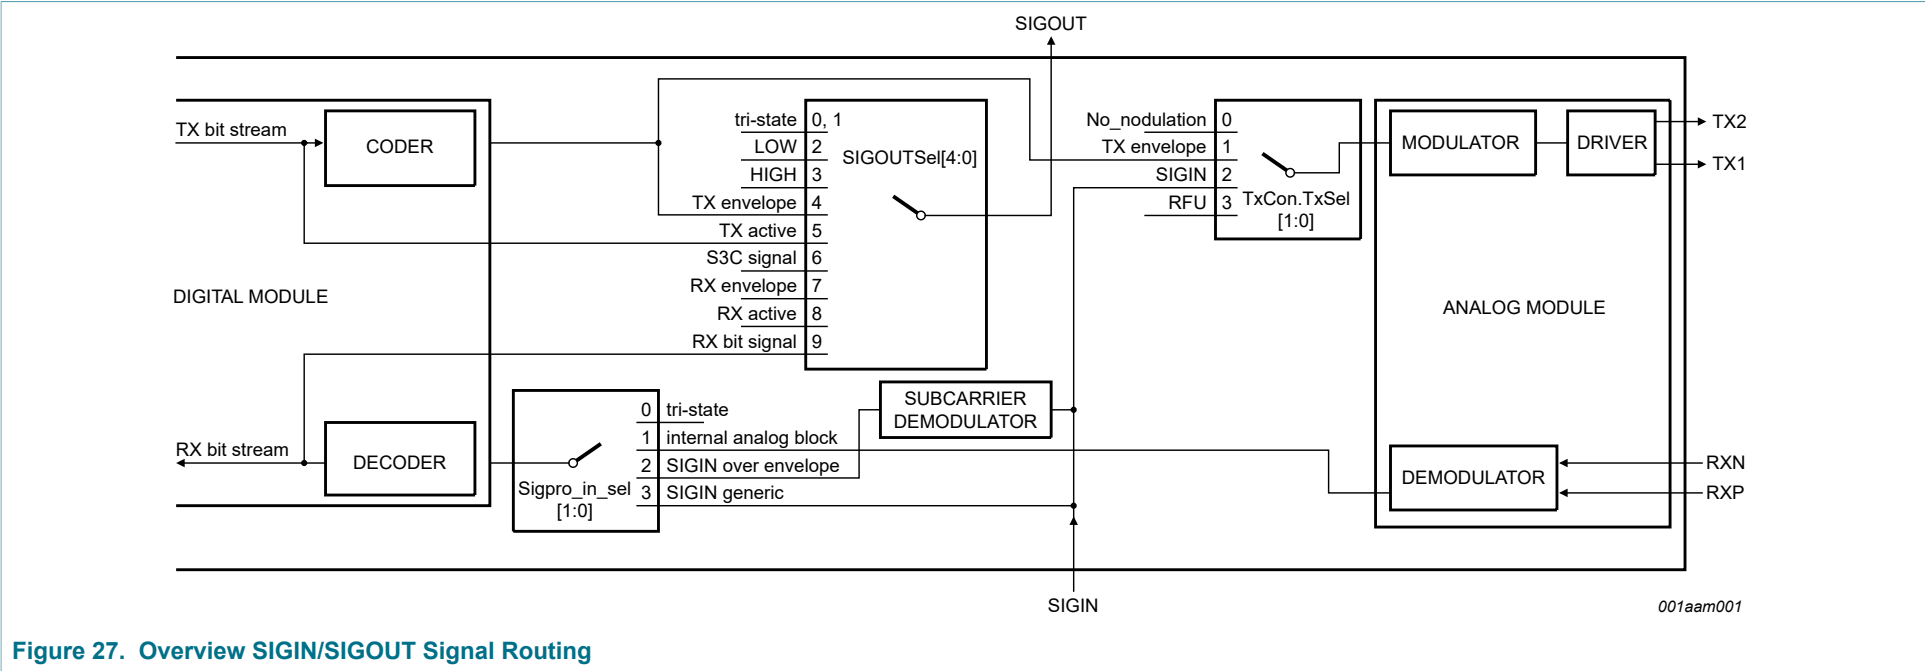 SIGOUT
TX bit stream
CODER
tri-state 0, 1
LOW 2
HIGH 3
TX envelope 4
TX active 5
S3C signal 6
RX envelope 7
RX active 8
RX bit signal 9
SIGOUTSel[4:0]
No_nodulation 0
TX envelope 1
SIGIN 2
RFU 3
TxCon.TxSel
[1:0]
MODULATOR
DRIVER
TX2
TX1
DIGITAL MODULE
ANALOG MODULE
RX bit stream
DECODER
0 tri-state
1 internal analog block
2 SIGIN over envelope
3 SIGIN generic
Sigpro_in_sel
[1:0]
SUBCARRIER
DEMODULATOR
DEMODULATOR
RXN
RXP
SIGIN
001aam001
Figure 27. Overview SIGIN/SIGOUT Signal Routing